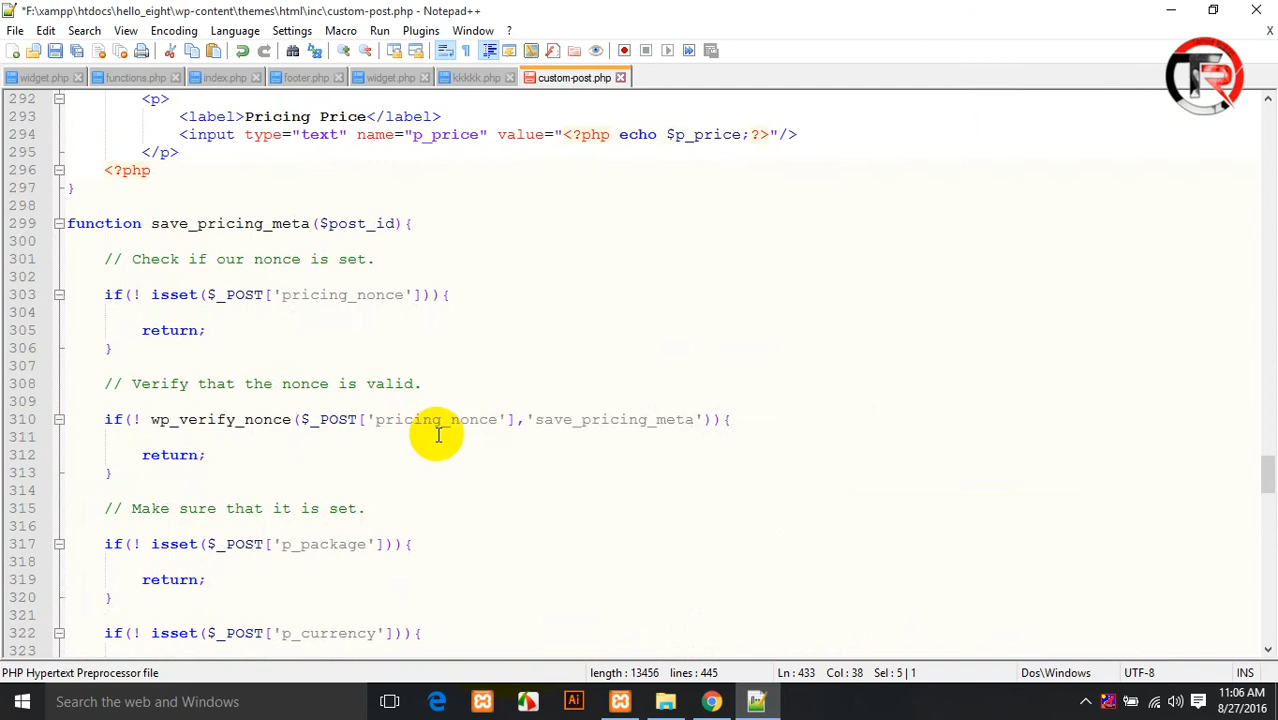 *F:\xampp\htdocs\hello_eight\wp-content\themes\html\inc\custom-post.php - Notepad++
File Edit Search View Encoding Language Settings Macro Run Plugins Window ? X
widget.php functions.php index.php footer.php widget.php kkkkk.php custom-post.php
292 <p>
293 <label>Pricing Price</label>
294 <input type="text" name="p_price" value="<?php echo $p_price;?>"/>
295 </p>
296 <?php
297 }
298
299 function save_pricing_meta($post_id){
300
301 // Check if our nonce is set.
302
303 if(! isset($_POST['pricing_nonce'])){
304
305 return;
306 }
307
308 // Verify that the nonce is valid.
309
310 if(! wp_verify_nonce($_POST['pricing_nonce'],'save_pricing_meta')){
311
312 return;
313 }
314
315 // Make sure that it is set.
316
317 if(! isset($_POST['p_package'])){
318
319 return;
320 }
321
322 if(! isset($_POST['p_currency'])){
323
PHP Hypertext Preprocessor file length : 13456 lines : 445 Ln : 433 Col : 38 Sel : 5 | 1 Dos\Windows UTF-8 INS
Search the web and Windows
11:06 AM
8/27/2016